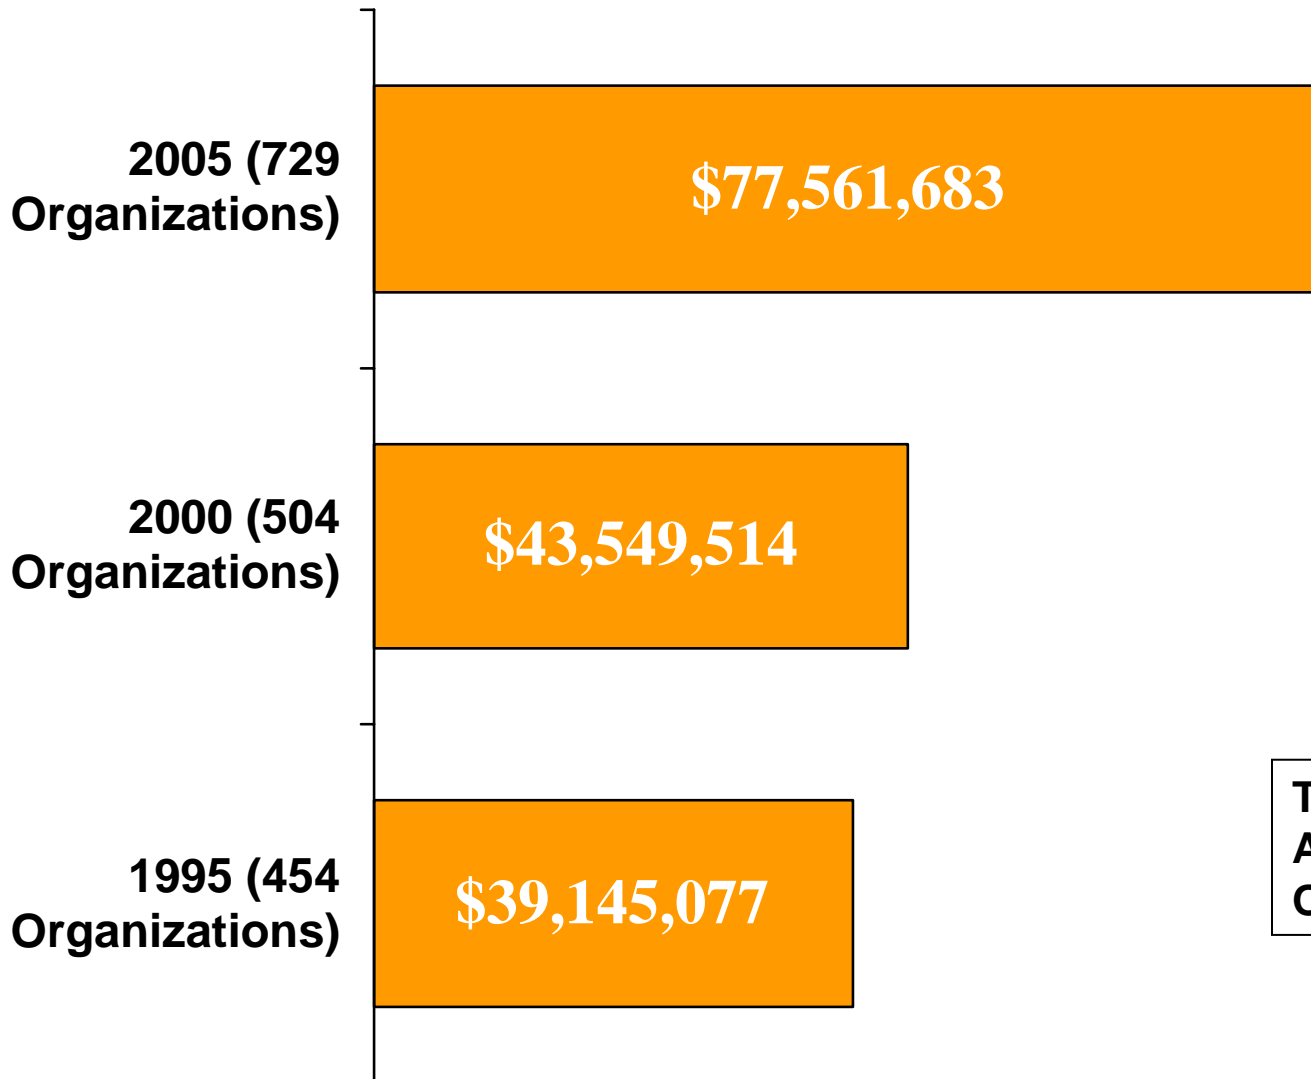 2005 (729
Organizations)
$77,561,683
2000 (504
Organizations)
$43,549,514
1995 (454
Organizations)
$39,145,077